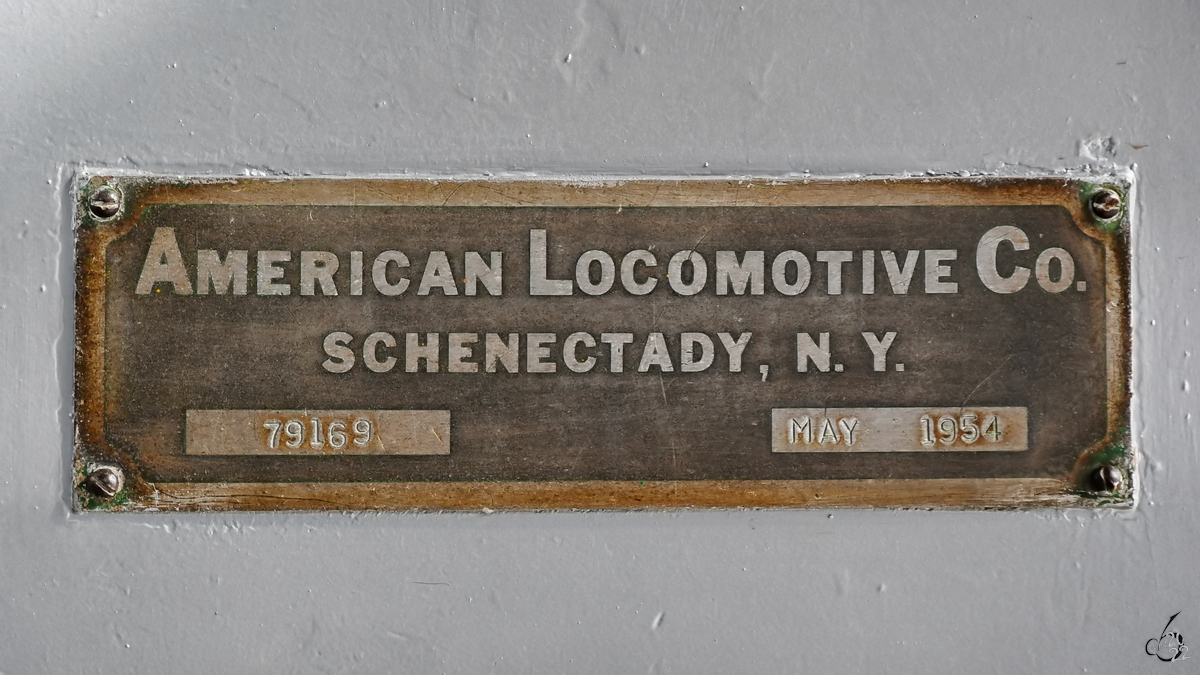 AMERICAN LOCOMOTIVE CO.
SCHENECTADY, N. Y.
79169 MAY 1954